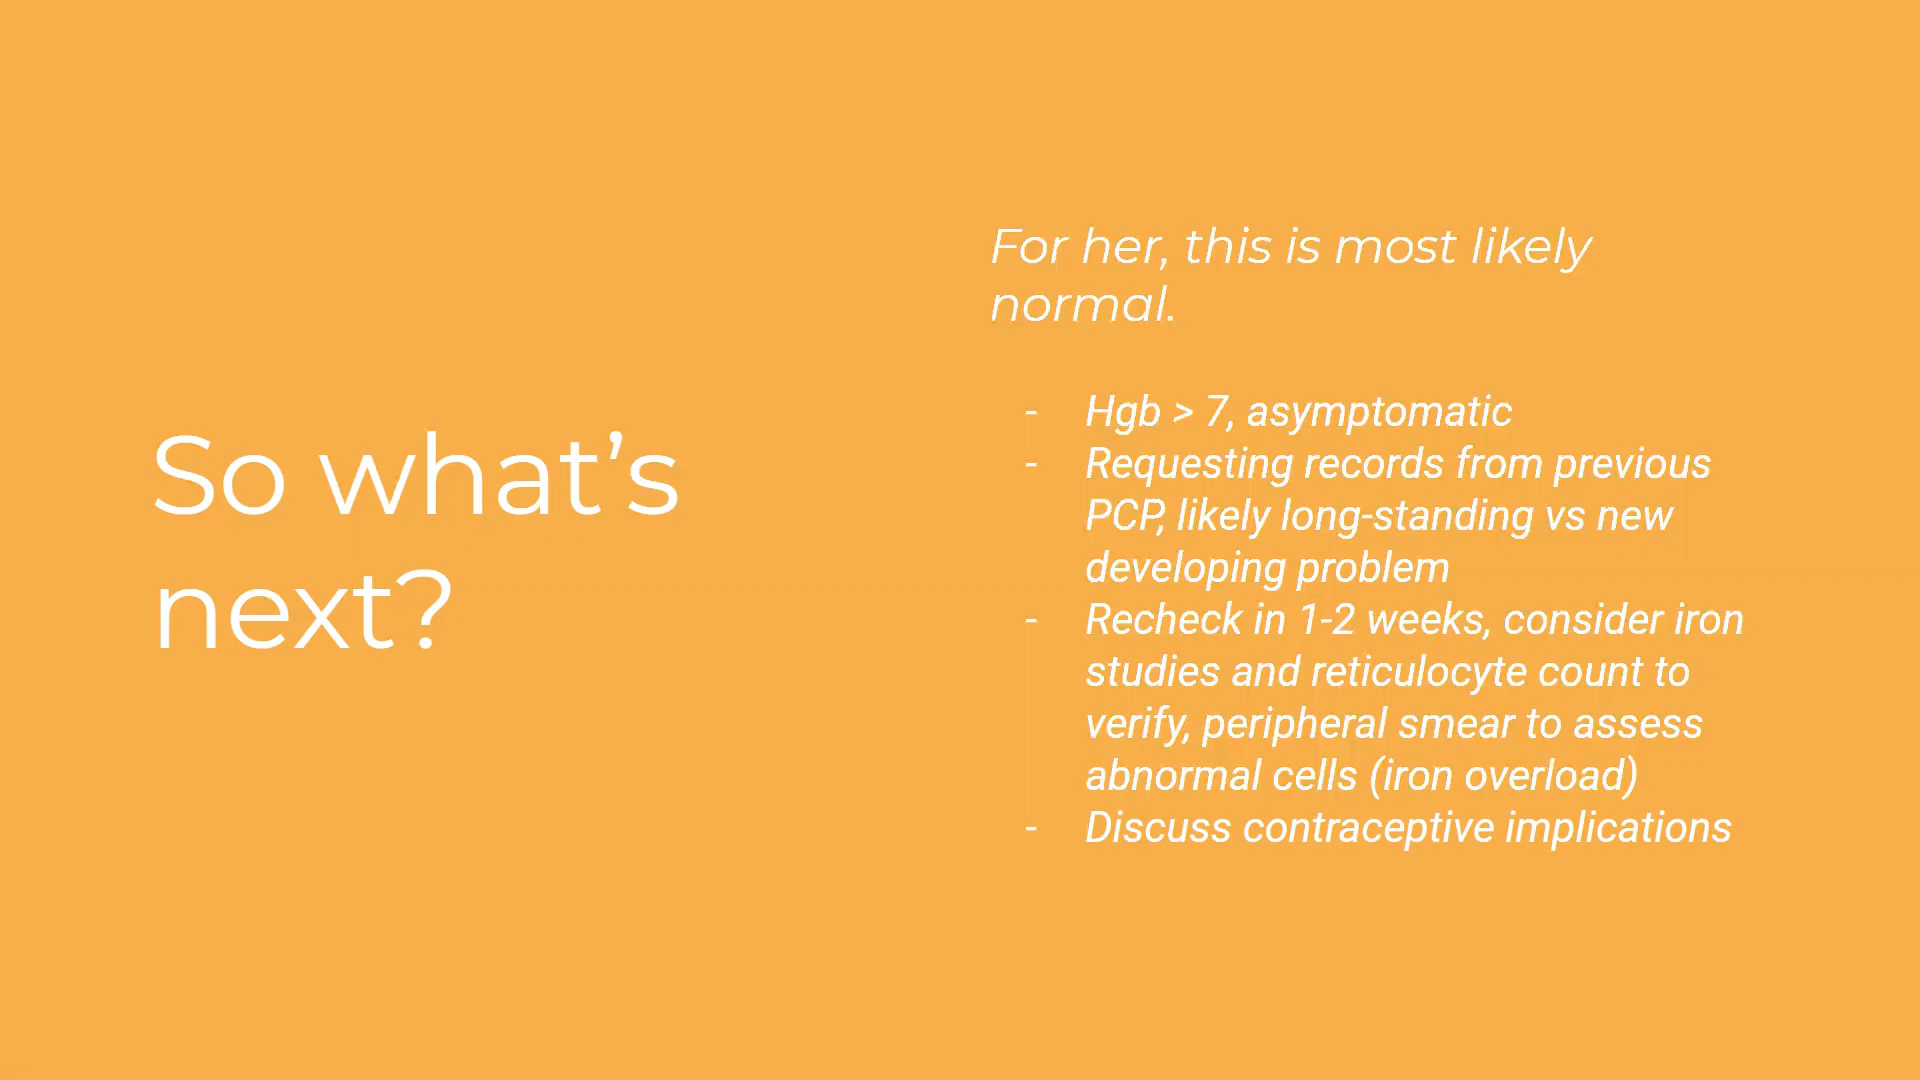 So what's
next?
For her, this is most likely
normal.
- Hgb > 7, asymptomatic
- Requesting records from previous
PCP, likely long-standing vs new
developing problem
- Recheck in 1-2 weeks, consider iron
studies and reticulocyte count to
verify, peripheral smear to assess
abnormal cells (iron overload)
- Discuss contraceptive implications